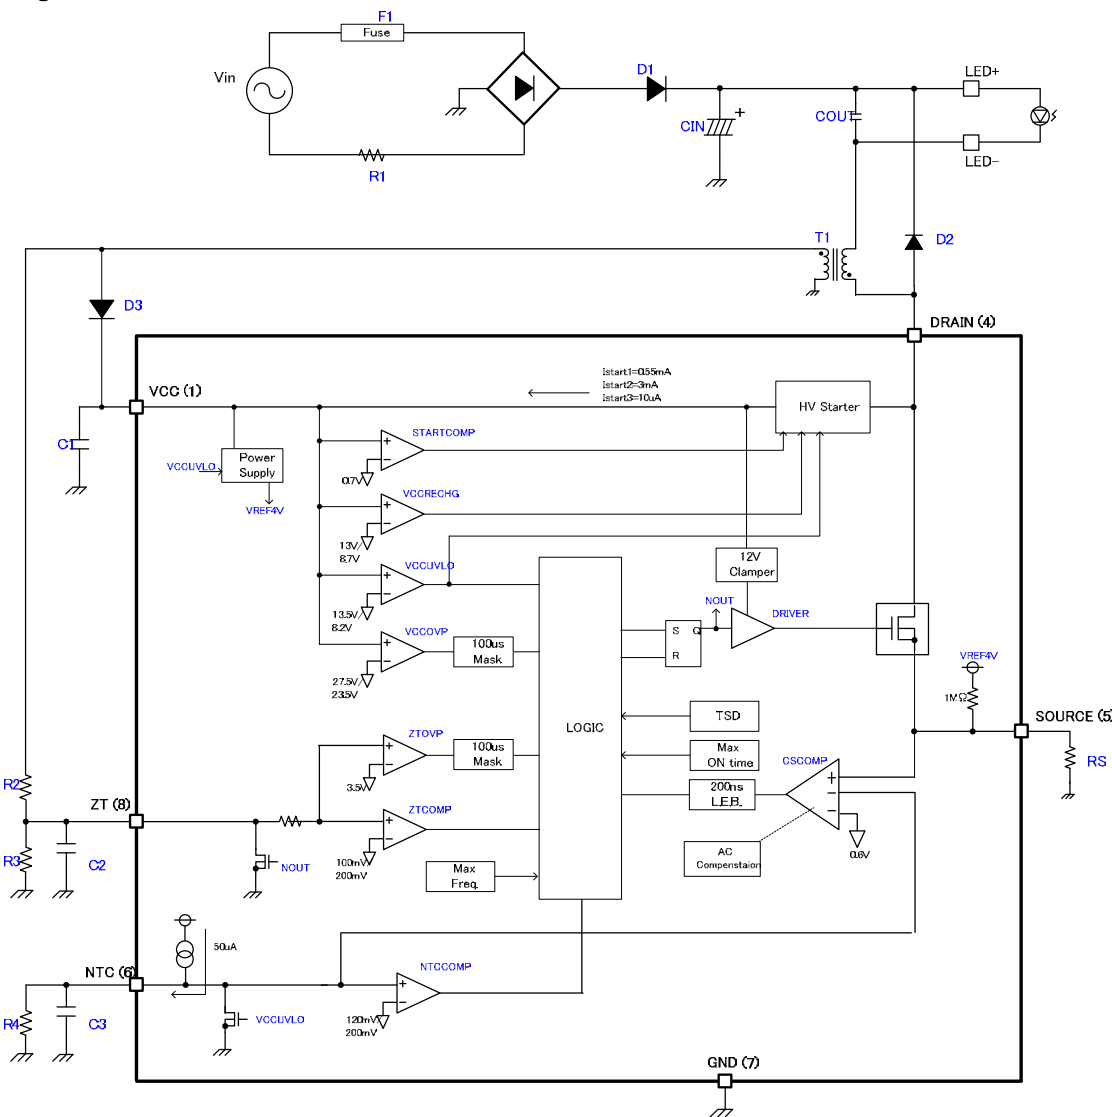 F1
Fuse
Vin
D1
LED+
COUT
CIN
LED-
R1
T1
D2
D3
DRAIN (4)
Istart1=0.55mA
Istart2=3mA
Istart3=10uA
VCC (1)
HV Starter
STARTCOMP
C1
Power
Supply
VCCUVLO
0.7V
VCCRECHG
VREF4V
13V/
8.7V
12V
Clamper
VCCUVLO
13.5V/
8.2V
NOUT
DRIVER
VCCOVP
S Q
R
100us
Mask
VREF4V
27.5V/
23.5V
1MΩ
TSD
SOURCE (5)
LOGIC
ZTOVP
100us
Mask
Max
ON time
CSCOMP
RS
R2
3.5V
200ns
L.E.B.
ZT (8)
ZTCOMP
R3
C2
NOUT
100mV/
200mV
AC
Compenstaion
0.6V
Max
Freq.
50uA
NTC (6)
NTCCOMP
R4
C3
VCCUVLO
120mV/
200mV
GND (7)